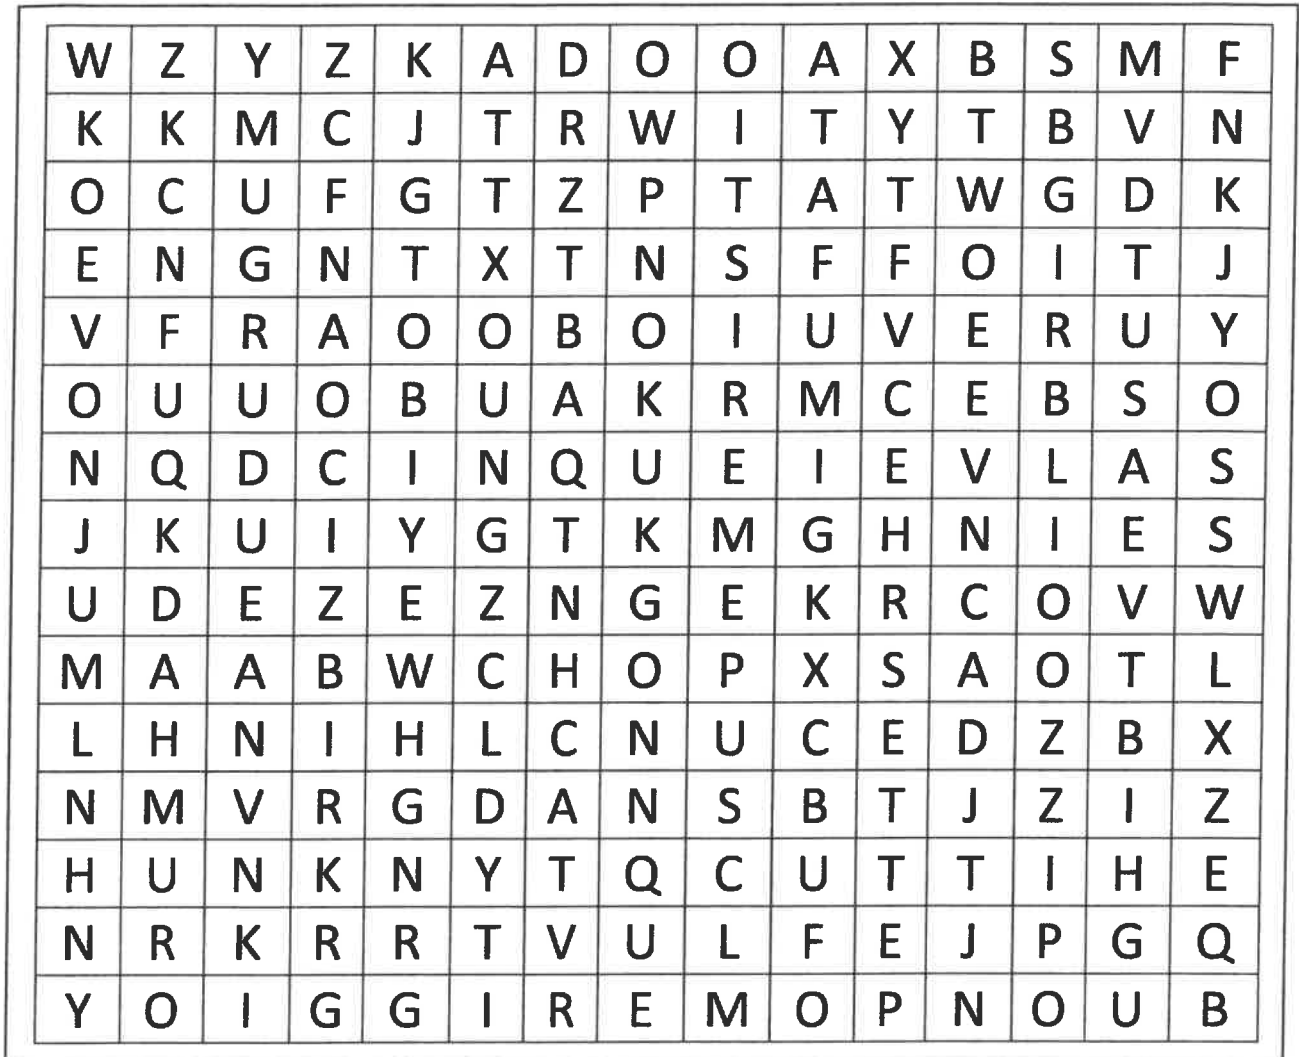 W Z Y Z K A D O O A X B S M F
K K M C J T R W I T Y T B V N
O C U F G T Z P T A T W G D K
E N G N T X T N S F F O I T J
V F R A O O B O I U V E R U Y
O U U O B U A K R M C E B S O
N Q D C I N Q U E I E V L A S
J K U I Y G T K M G H N I E S
U D E Z E Z N G E K R C O V W
M A A B W C H O P X S A O T L
L H N I H L C N U C E D Z B X
N M V R G D A N S B T J Z I Z
H U N K N Y T Q C U T T I H E
N R K R R T V U L F E J P G Q
Y O I G G I R E M O P N O U B